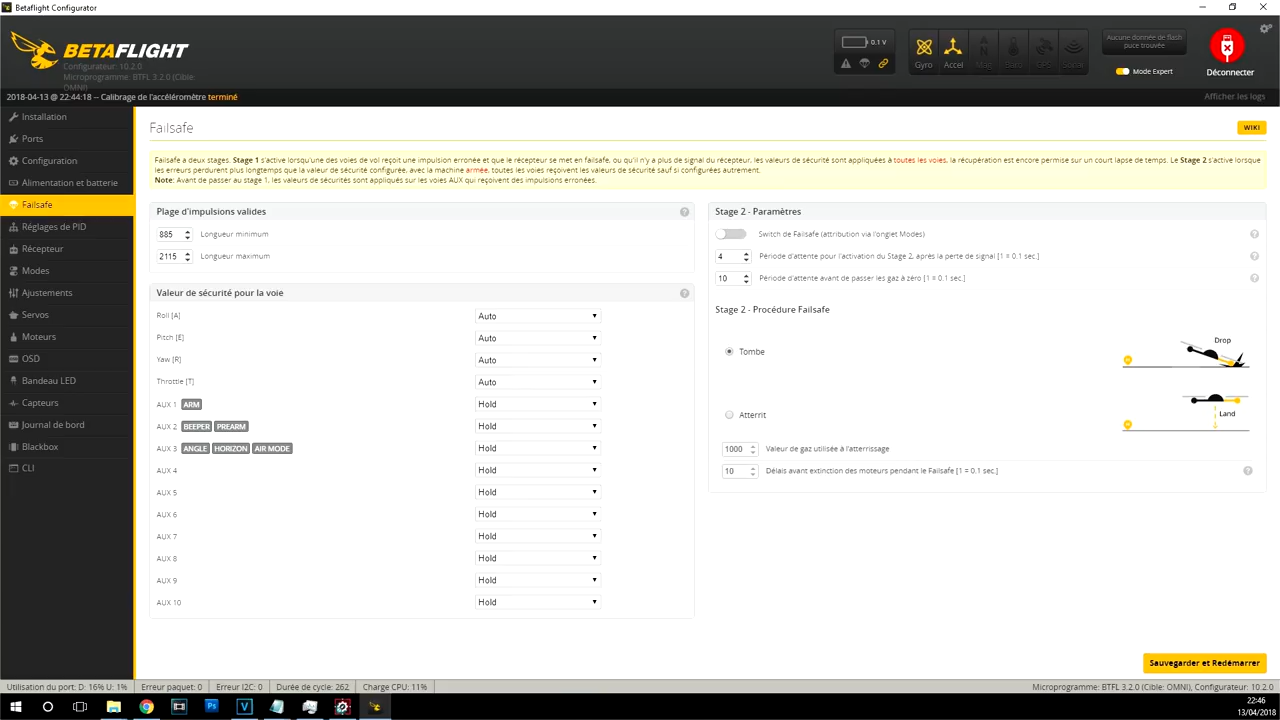 Betaflight Configurator
BETAFLIGHT
Configurateur: 10.2.0
Microprogramme: BTFL 3.2.0 (Cible:
OMNI)
0.1 V
Gyro
Accel
Mag
Baro
GPS
Sonar
Aucune donnée de flash
puce trouvée
Mode Expert
Déconnecter
2018-04-13 @ 22:44:18 -- Calibrage de l'accéléromètre terminé
Afficher les logs
Installation
Ports
Configuration
Alimentation et batterie
Failsafe
Réglages de PID
Récepteur
Modes
Ajustements
Servos
Moteurs
OSD
Bandeau LED
Capteurs
Journal de bord
Blackbox
CLI
Failsafe
WIKI
Failsafe a deux stages. Stage 1 s'active lorsqu'une des voies de vol reçoit une impulsion erronée et que le récepteur se met en failsafe, ou qu'il n'y a plus de signal du récepteur, les valeurs de sécurité sont appliquées à toutes les voies, la récupération est encore permise sur un court lapse de temps. Le Stage 2 s'active lorsque
les erreurs perdurent plus longtemps que la valeur de sécurité configurée, avec la machine armée, toutes les voies reçoivent les valeurs de sécurité sauf si configurées autrement.
Note: Avant de passer au stage 1, les valeurs de sécurités sont appliqués sur les voies AUX qui reçoivent des impulsions erronées.
Plage d'impulsions valides
885 Longueur minimum
2115 Longueur maximum
Valeur de sécurité pour la voie
Roll [A] Auto
Pitch [E] Auto
Yaw [R] Auto
Throttle [T] Auto
AUX 1 ARM Hold
AUX 2 BEEPER PREARM Hold
AUX 3 ANGLE HORIZON AIR MODE Hold
AUX 4 Hold
AUX 5 Hold
AUX 6 Hold
AUX 7 Hold
AUX 8 Hold
AUX 9 Hold
AUX 10 Hold
Stage 2 - Paramètres
Switch de Failsafe (attribution via l'onglet Modes)
4 Période d'attente pour l'activation du Stage 2, après la perte de signal [1 = 0.1 sec.]
10 Période d'attente avant de passer les gaz à zéro [1 = 0.1 sec.]
Stage 2 - Procédure Failsafe
Tombe
Drop
Atterrit
Land
1000 Valeur de gaz utilisée à l'atterrissage
10 Délais avant extinction des moteurs pendant le Failsafe [1 = 0.1 sec.]
Sauvegarder et Redémarrer
Utilisation du port: D: 16% U: 1% Erreur paquet: 0 Erreur I2C: 0 Durée de cycle: 262 Charge CPU: 11% Microprogramme: BTFL 3.2.0 (Cible: OMNI), Configurateur: 10.2.0
22:46
13/04/2018